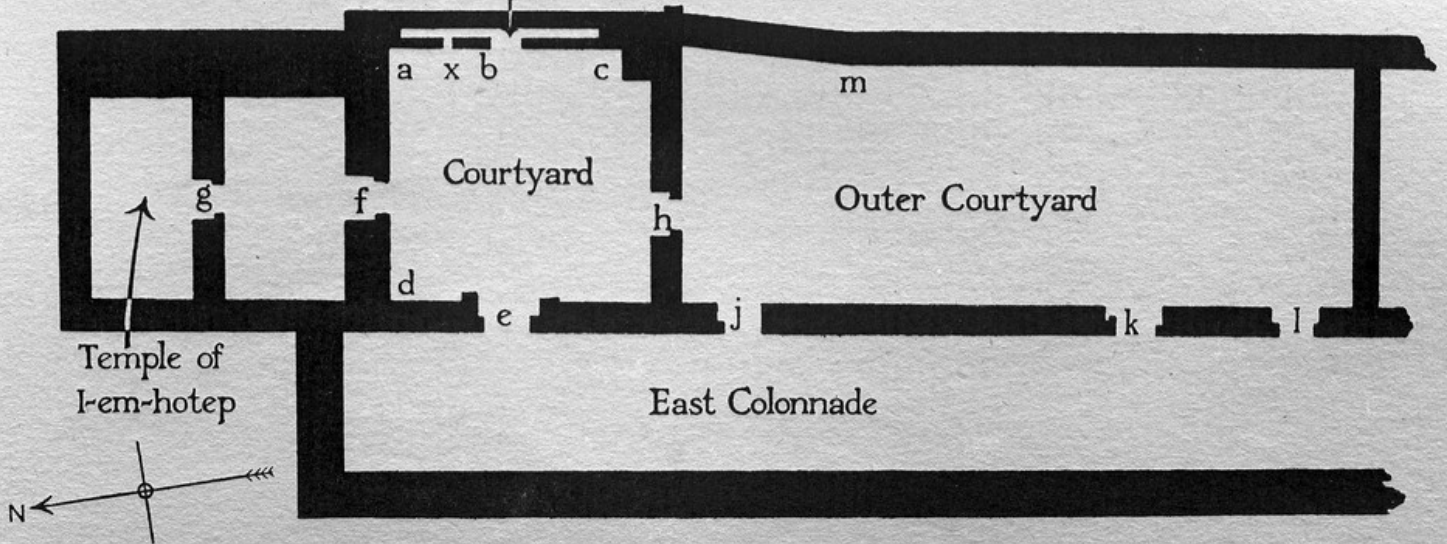 a x b c
m
Courtyard
Outer Courtyard
g f h
d
e j k l
Temple of
I-em-hotep
East Colonnade
N